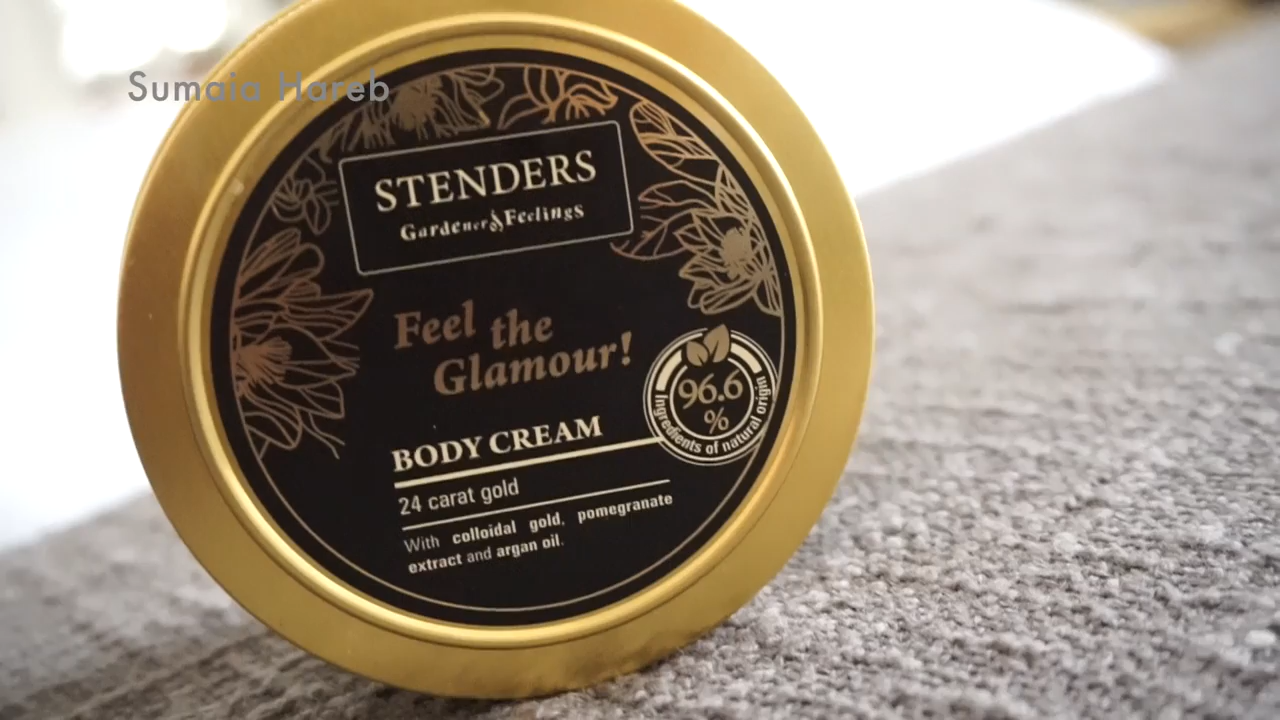 Sumaia Hareb
STENDERS
Gardener & Feelings
Feel the
Glamour!
96.6
%
Ingredients of natural origin
BODY CREAM
24 carat gold
With colloidal gold, pomegranate
extract and argan oil.